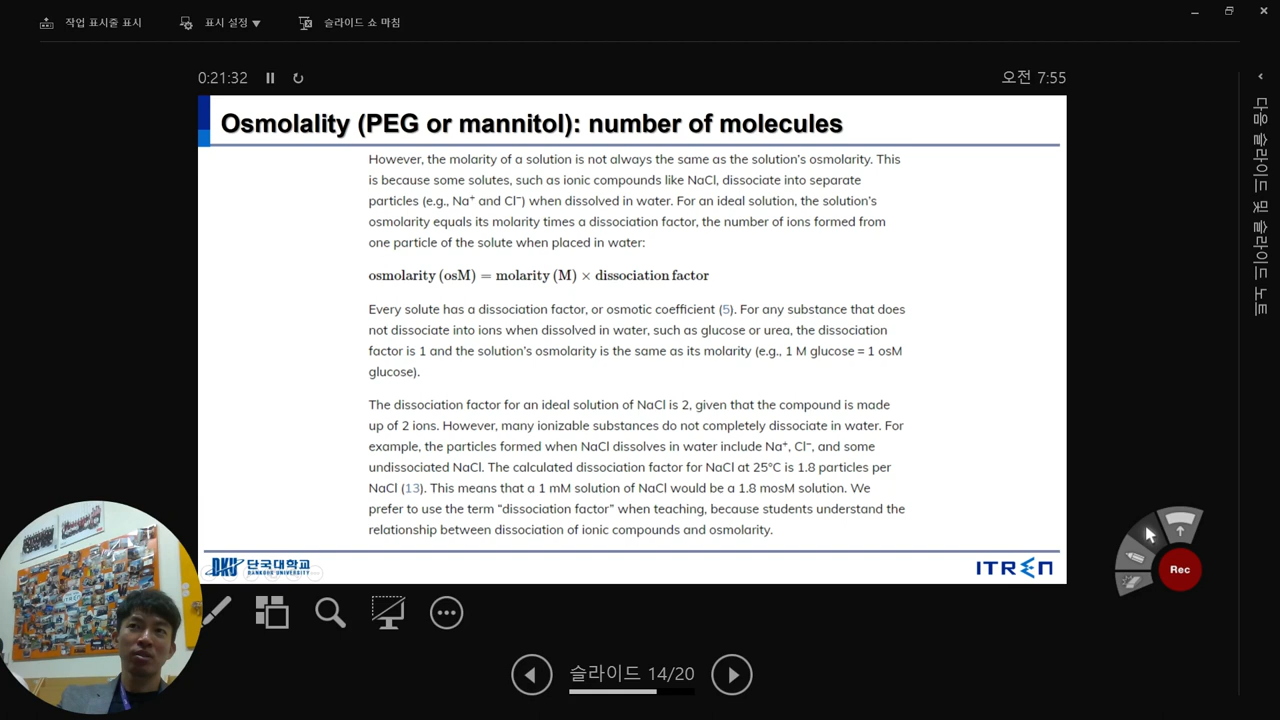 작업 표시줄 표시
표시 설정 ▼
슬라이드 쇼 마침
0:21:32
오전 7:55
Osmolality (PEG or mannitol): number of molecules
However, the molarity of a solution is not always the same as the solution's osmolarity. This
is because some solutes, such as ionic compounds like NaCl, dissociate into separate
particles (e.g., Na⁺ and Cl⁻) when dissolved in water. For an ideal solution, the solution's
osmolarity equals its molarity times a dissociation factor, the number of ions formed from
one particle of the solute when placed in water:
osmolarity (osM) = molarity (M) × dissociation factor
Every solute has a dissociation factor, or osmotic coefficient (5). For any substance that does
not dissociate into ions when dissolved in water, such as glucose or urea, the dissociation
factor is 1 and the solution's osmolarity is the same as its molarity (e.g., 1 M glucose = 1 osM
glucose).
The dissociation factor for an ideal solution of NaCl is 2, given that the compound is made
up of 2 ions. However, many ionizable substances do not completely dissociate in water. For
example, the particles formed when NaCl dissolves in water include Na⁺, Cl⁻, and some
undissociated NaCl. The calculated dissociation factor for NaCl at 25°C is 1.8 particles per
NaCl (13). This means that a 1 mM solution of NaCl would be a 1.8 mosM solution. We
prefer to use the term “dissociation factor” when teaching, because students understand the
relationship between dissociation of ionic compounds and osmolarity.
DKU 단국대학교
DANKOOK UNIVERSITY
ITREN
Rec
슬라이드 14/20
다음 슬라이드 및 슬라이드 노트